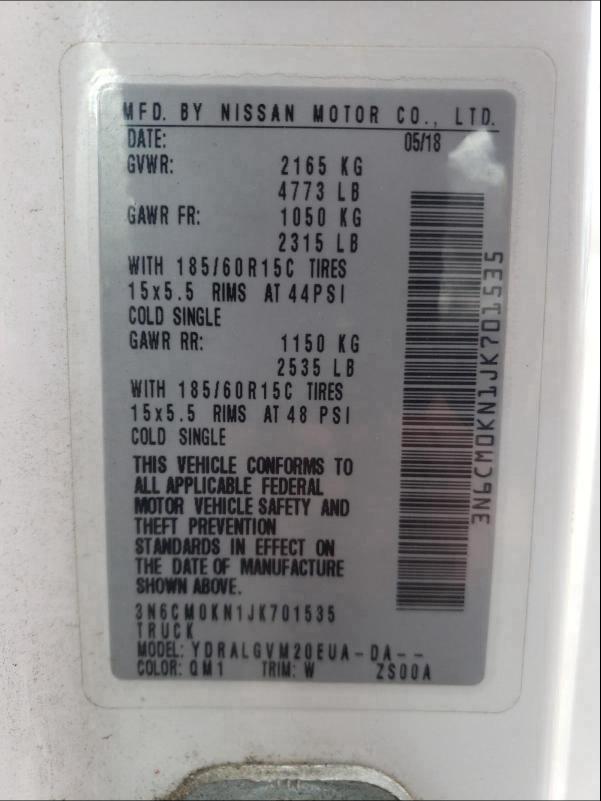 MFD. BY NISSAN MOTOR CO., LTD.
DATE: 05/18
GVWR: 2165 KG
4773 LB
GAWR FR: 1050 KG
2315 LB
WITH 185/60R15C TIRES
15x5.5 RIMS AT 44PSI
COLD SINGLE
GAWR RR: 1150 KG
2535 LB
WITH 185/60R15C TIRES
15x5.5 RIMS AT 48 PSI
COLD SINGLE
THIS VEHICLE CONFORMS TO
ALL APPLICABLE FEDERAL
MOTOR VEHICLE SAFETY AND
THEFT PREVENTION
STANDARDS IN EFFECT ON
THE DATE OF MANUFACTURE
SHOWN ABOVE.
3N6CM0KN1JK701535
TRUCK
MODEL: YDRALGVM20EUA-DA--
COLOR: QM1 TRIM: W ZS00A
3N6CM0KN1JK701535